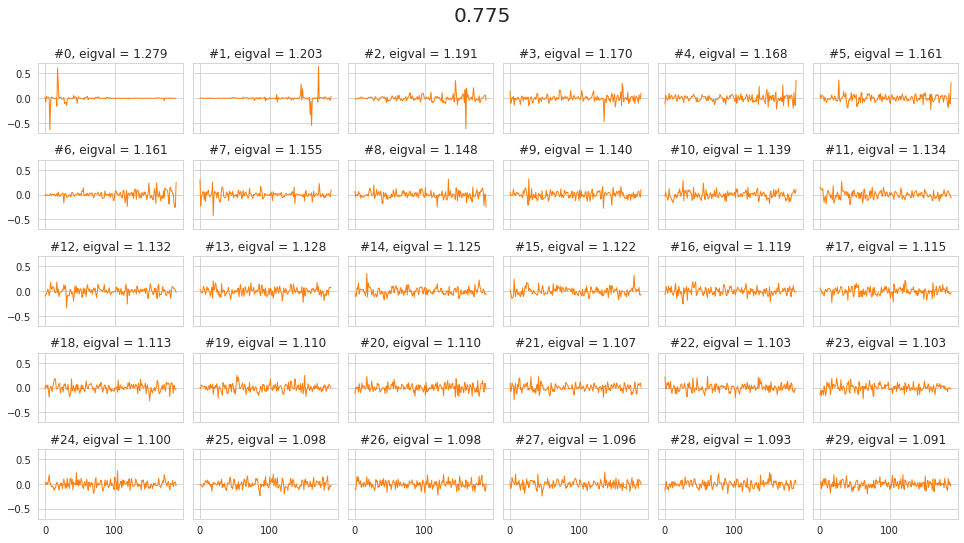 0.775
#0, eigval = 1.279 #1, eigval = 1.203 #2, eigval = 1.191 #3, eigval = 1.170 #4, eigval = 1.168 #5, eigval = 1.161
0.5
0.0
−0.5
#6, eigval = 1.161 #7, eigval = 1.155 #8, eigval = 1.148 #9, eigval = 1.140 #10, eigval = 1.139 #11, eigval = 1.134
0.5
0.0
−0.5
#12, eigval = 1.132 #13, eigval = 1.128 #14, eigval = 1.125 #15, eigval = 1.122 #16, eigval = 1.119 #17, eigval = 1.115
0.5
0.0
−0.5
#18, eigval = 1.113 #19, eigval = 1.110 #20, eigval = 1.110 #21, eigval = 1.107 #22, eigval = 1.103 #23, eigval = 1.103
0.5
0.0
−0.5
#24, eigval = 1.100 #25, eigval = 1.098 #26, eigval = 1.098 #27, eigval = 1.096 #28, eigval = 1.093 #29, eigval = 1.091
0.5
0.0
−0.5
0 100 0 100 0 100 0 100 0 100 0 100